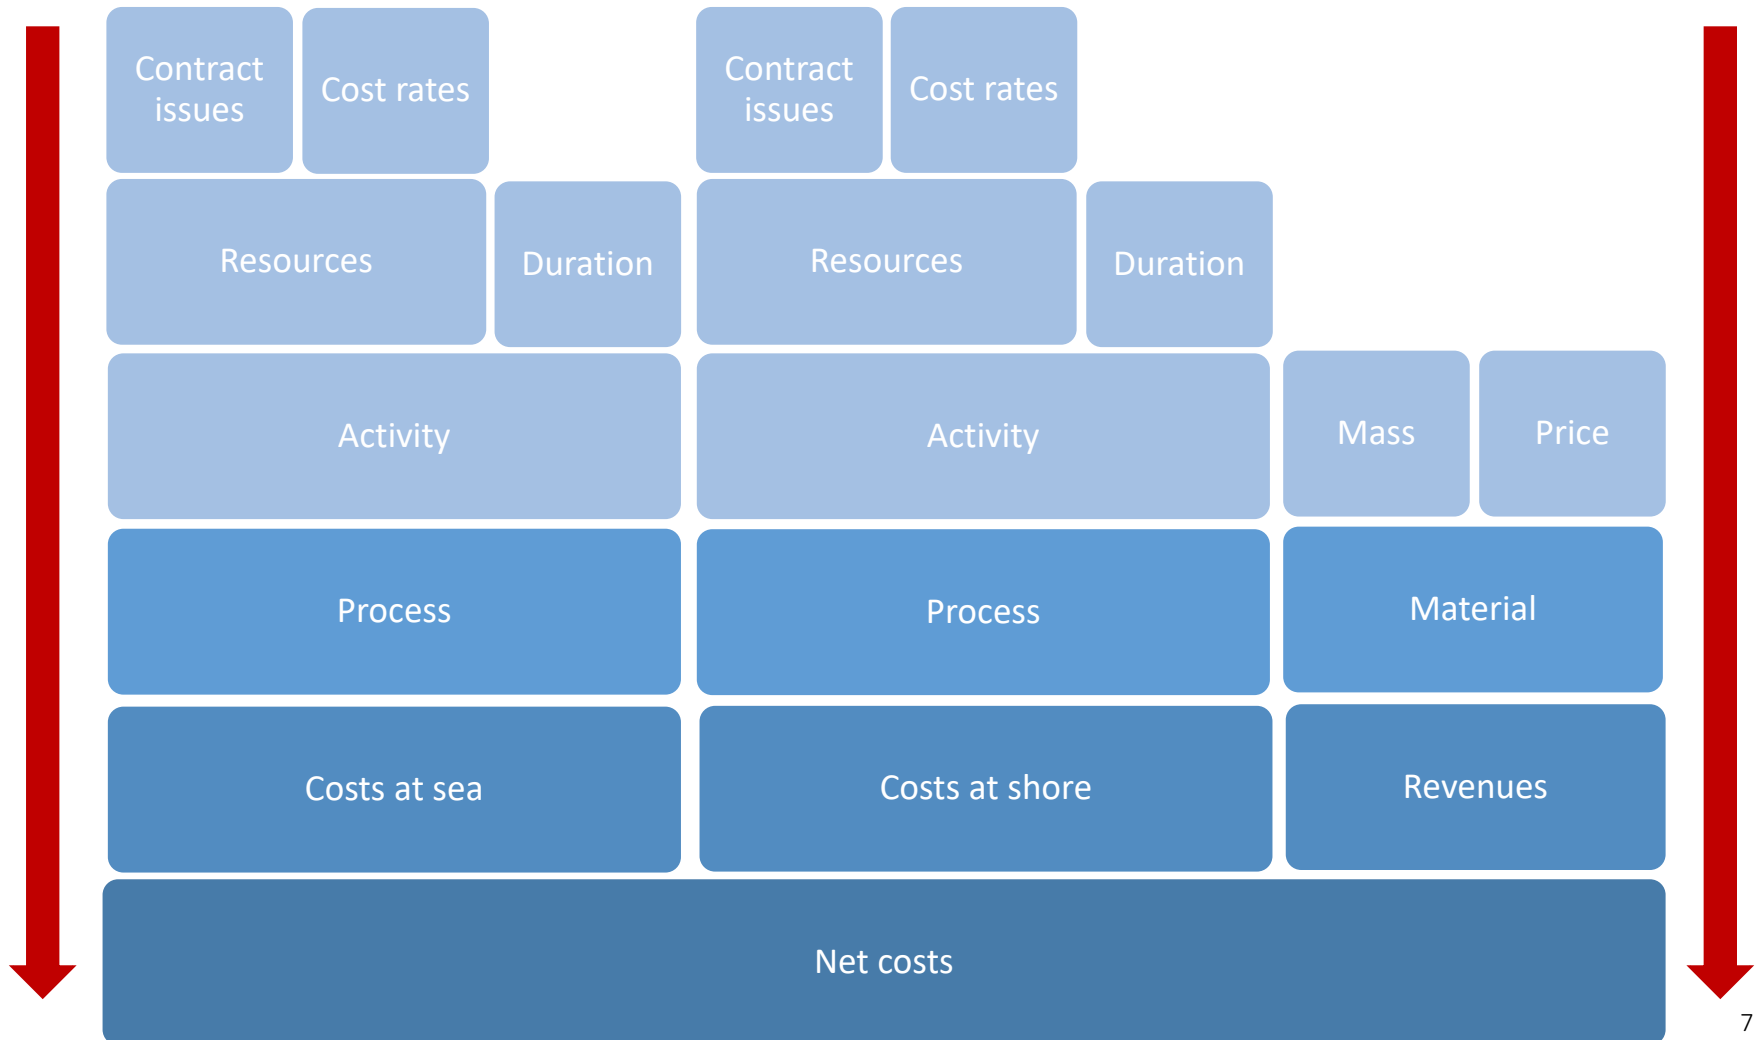 Contract
issues
Cost rates
Contract
issues
Cost rates
Resources
Duration
Resources
Duration
Activity
Activity
Mass
Price
Process
Process
Material
Costs at sea
Costs at shore
Revenues
Net costs
7